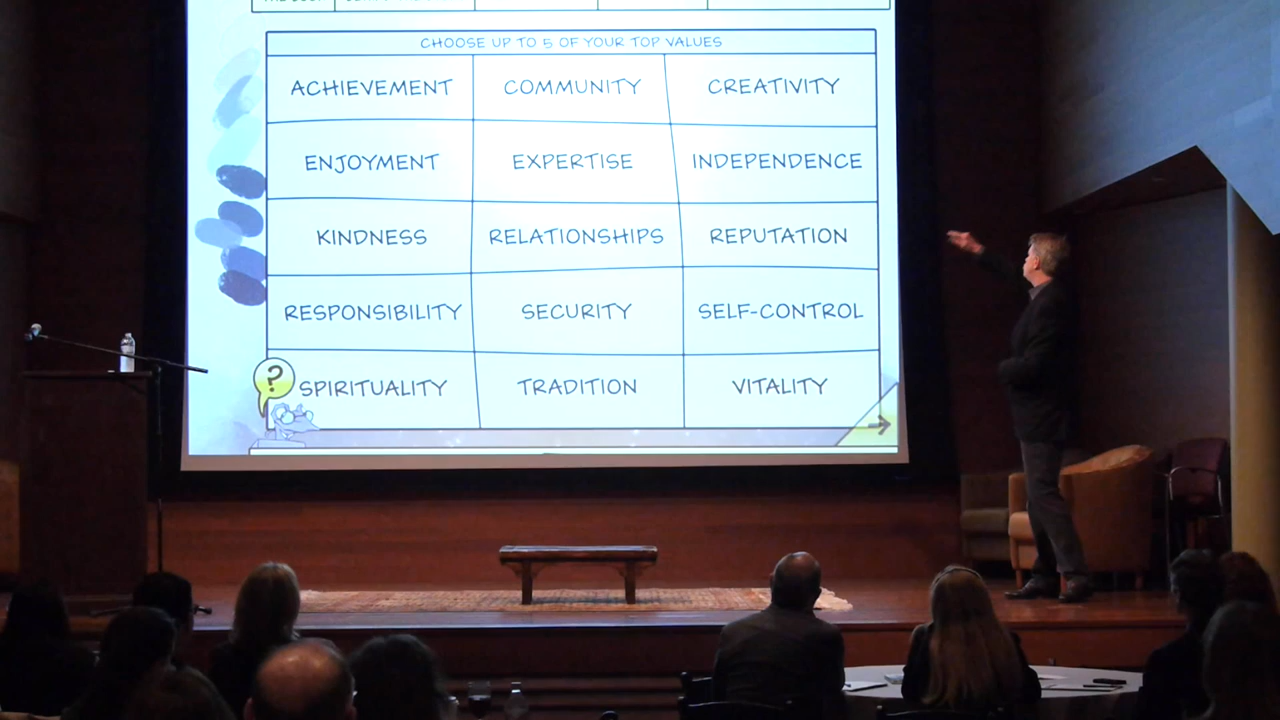 CHOOSE UP TO 5 OF YOUR TOP VALUES
ACHIEVEMENT COMMUNITY CREATIVITY
ENJOYMENT EXPERTISE INDEPENDENCE
KINDNESS RELATIONSHIPS REPUTATION
RESPONSIBILITY SECURITY SELF-CONTROL
? SPIRITUALITY TRADITION VITALITY